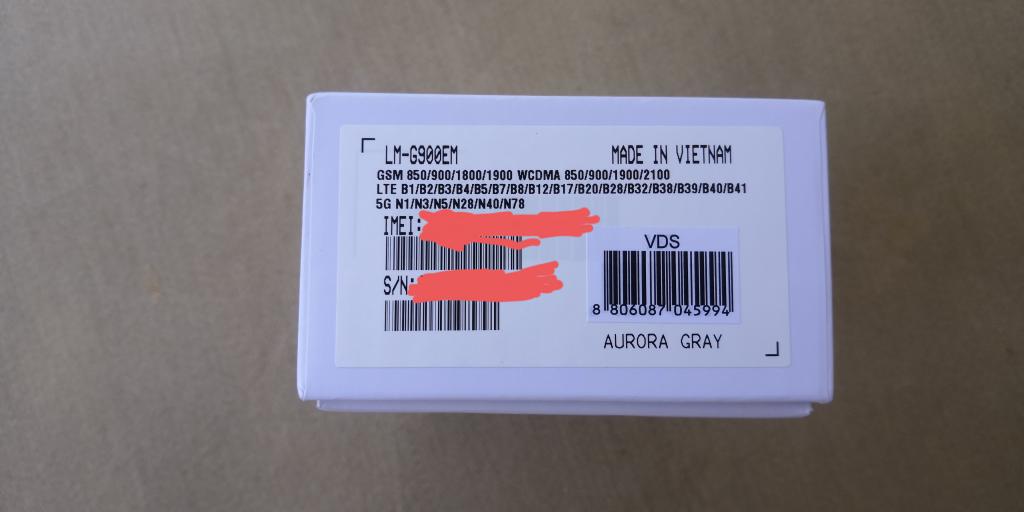 LM-G900EM
MADE IN VIETNAM
GSM 850/900/1800/1900 WCDMA 850/900/1900/2100
LTE B1/B2/B3/B4/B5/B7/B8/B12/B17/B20/B28/B32/B38/B39/B40/B41
5G N1/N3/N5/N28/N40/N78
IMEI:
S/N:
VDS
8 806087 045994
AURORA GRAY